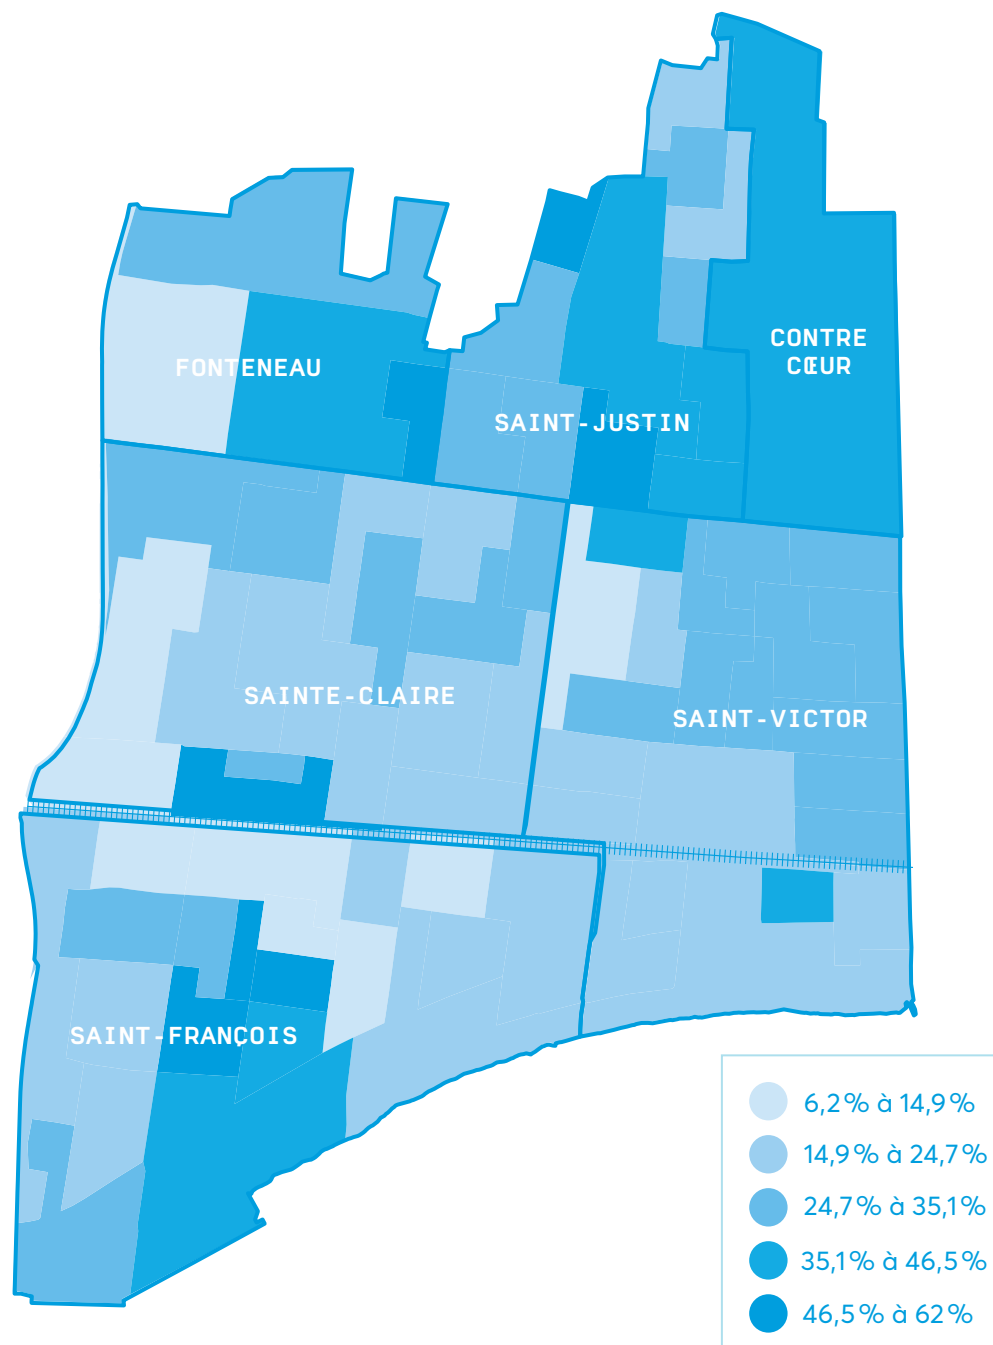 CONTRE
CŒUR
FONTENEAU
SAINT-JUSTIN
SAINTE-CLAIRE
SAINT-VICTOR
SAINT-FRANÇOIS
6,2% à 14,9%
14,9% à 24,7%
24,7% à 35,1%
35,1% à 46,5%
46,5% à 62%